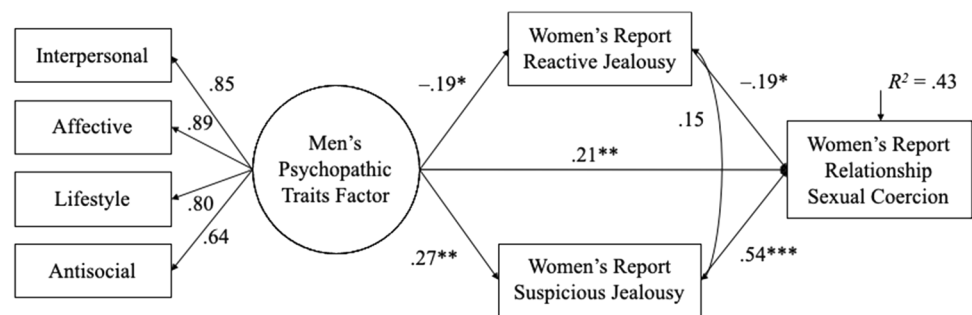 Interpersonal
Affective
Lifestyle
Antisocial
.85
.89
.80
.64
Men’s
Psychopathic
Traits Factor
–.19*
.21**
.27**
Women’s Report
Reactive Jealousy
Women’s Report
Suspicious Jealousy
.15
–.19*
.54***
R² = .43
Women’s Report
Relationship
Sexual Coercion